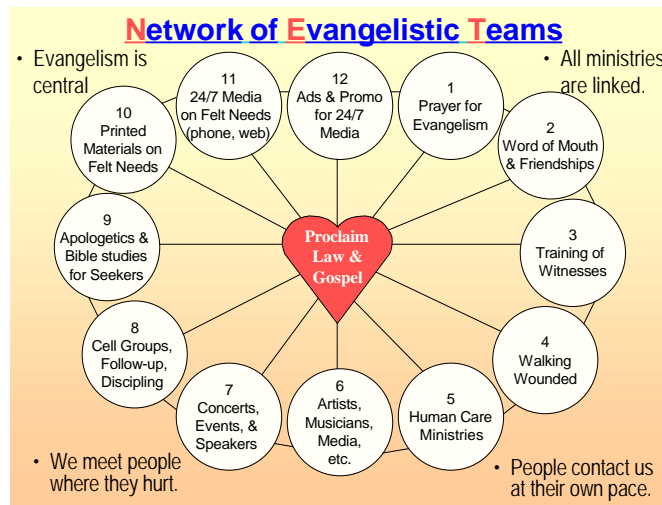 Network of Evangelistic Teams
• Evangelism is
central
• All ministries
are linked.
11
24/7 Media
on Felt Needs
(phone, web)
12
Ads & Promo
for 24/7
Media
1
Prayer for
Evangelism
10
Printed
Materials on
Felt Needs
2
Word of Mouth
& Friendships
9
Apologetics &
Bible studies
for Seekers
Proclaim
Law &
Gospel
3
Training of
Witnesses
8
Cell Groups,
Follow-up,
Discipling
4
Walking
Wounded
7
Concerts,
Events, &
Speakers
6
Artists,
Musicians,
Media,
etc.
5
Human Care
Ministries
• We meet people
where they hurt.
• People contact us
at their own pace.